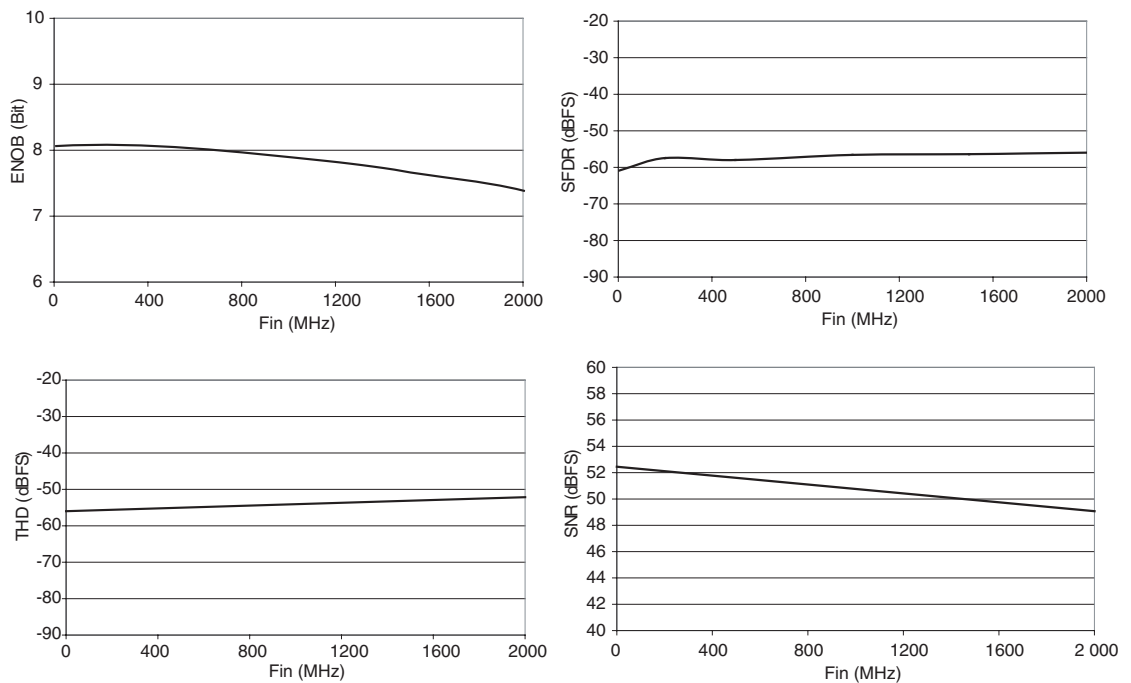 10
9
8
7
6
ENOB (Bit)
0 400 800 1200 1600 2000
Fin (MHz)
-20
-30
-40
-50
-60
-70
-80
-90
SFDR (dBFS)
0 400 800 1200 1600 2000
Fin (MHz)
-20
-30
-40
-50
-60
-70
-80
-90
THD (dBFS)
0 400 800 1200 1600 2000
Fin (MHz)
60
58
56
54
52
50
48
46
44
42
40
SNR (dBFS)
0 400 800 1200 1600 2 000
Fin (MHz)